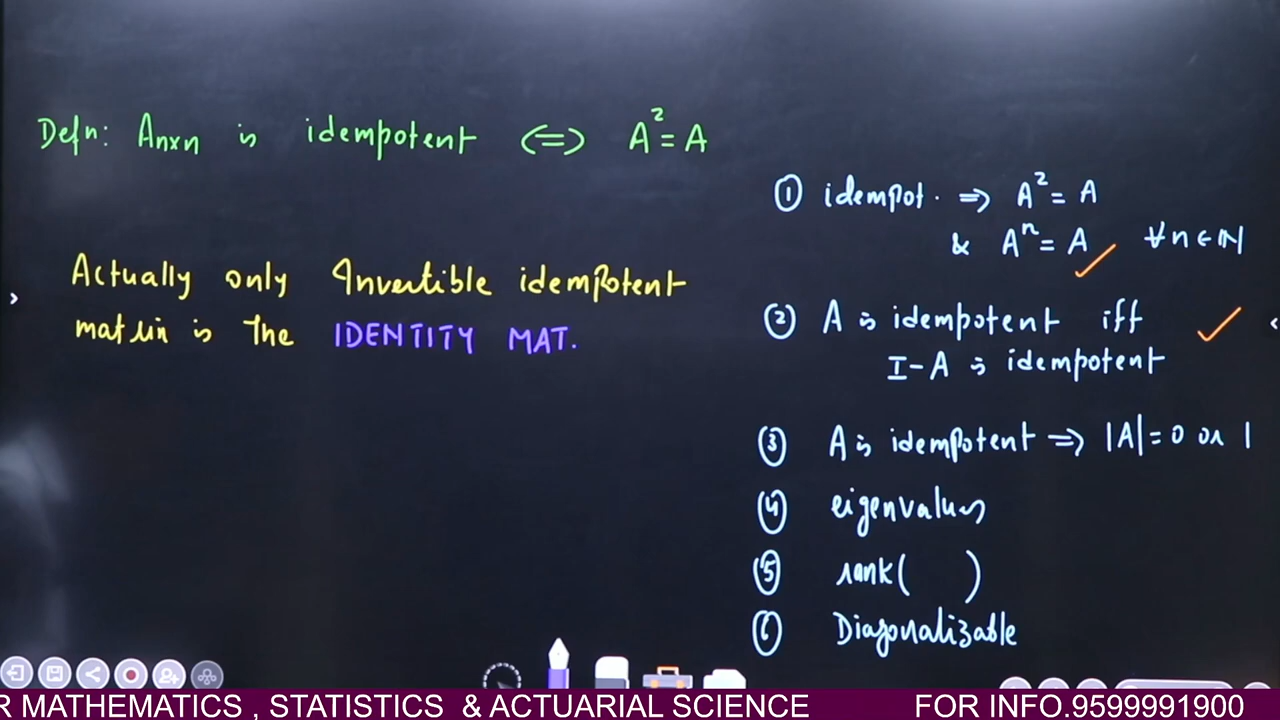 Defn: Anxn is idempotent <=> A²= A
Actually only Invertible idempotent
matrix is the IDENTITY MAT.
① idempot. => A²= A
& Aⁿ= A ∀n∈ℕ
② A is idempotent iff
I-A is idempotent
③ A is idempotent => |A|=0 or 1
④ eigenvalues
⑤ rank( )
⑥ Diagonalizable
R MATHEMATICS , STATISTICS & ACTUARIAL SCIENCE FOR INFO.9599991900